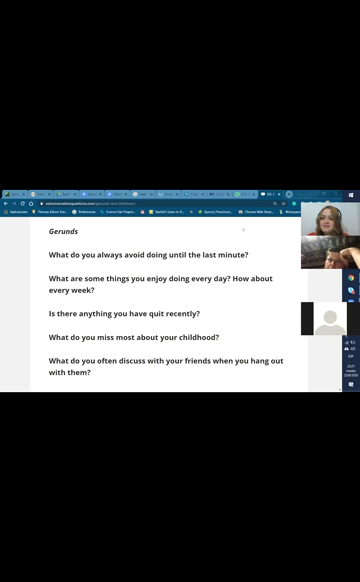 Gerunds
What do you always avoid doing until the last minute?
What are some things you enjoy doing every day? How about
every week?
Is there anything you have quit recently?
What do you miss most about your childhood?
What do you often discuss with your friends when you hang out
with them?